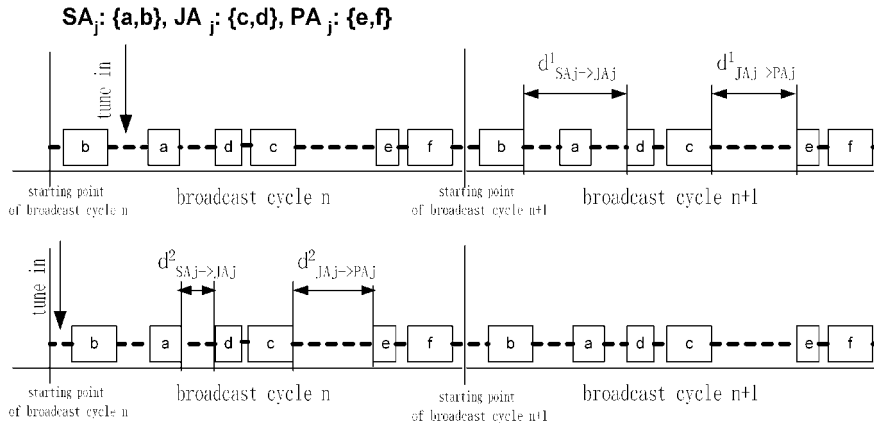 SAj: {a,b}, JA j: {c,d}, PA j: {e,f}
tune in
d1SAj->JAj
d1JAj->PAj
b a d c e f b a d c e f
starting point
of broadcast cycle n
broadcast cycle n
starting point
of broadcast cycle n+1
broadcast cycle n+1
tune in
d2SAj->JAj
d2JAj->PAj
b a d c e f b a d c e f
starting point
of broadcast cycle n
broadcast cycle n
starting point
of broadcast cycle n+1
broadcast cycle n+1